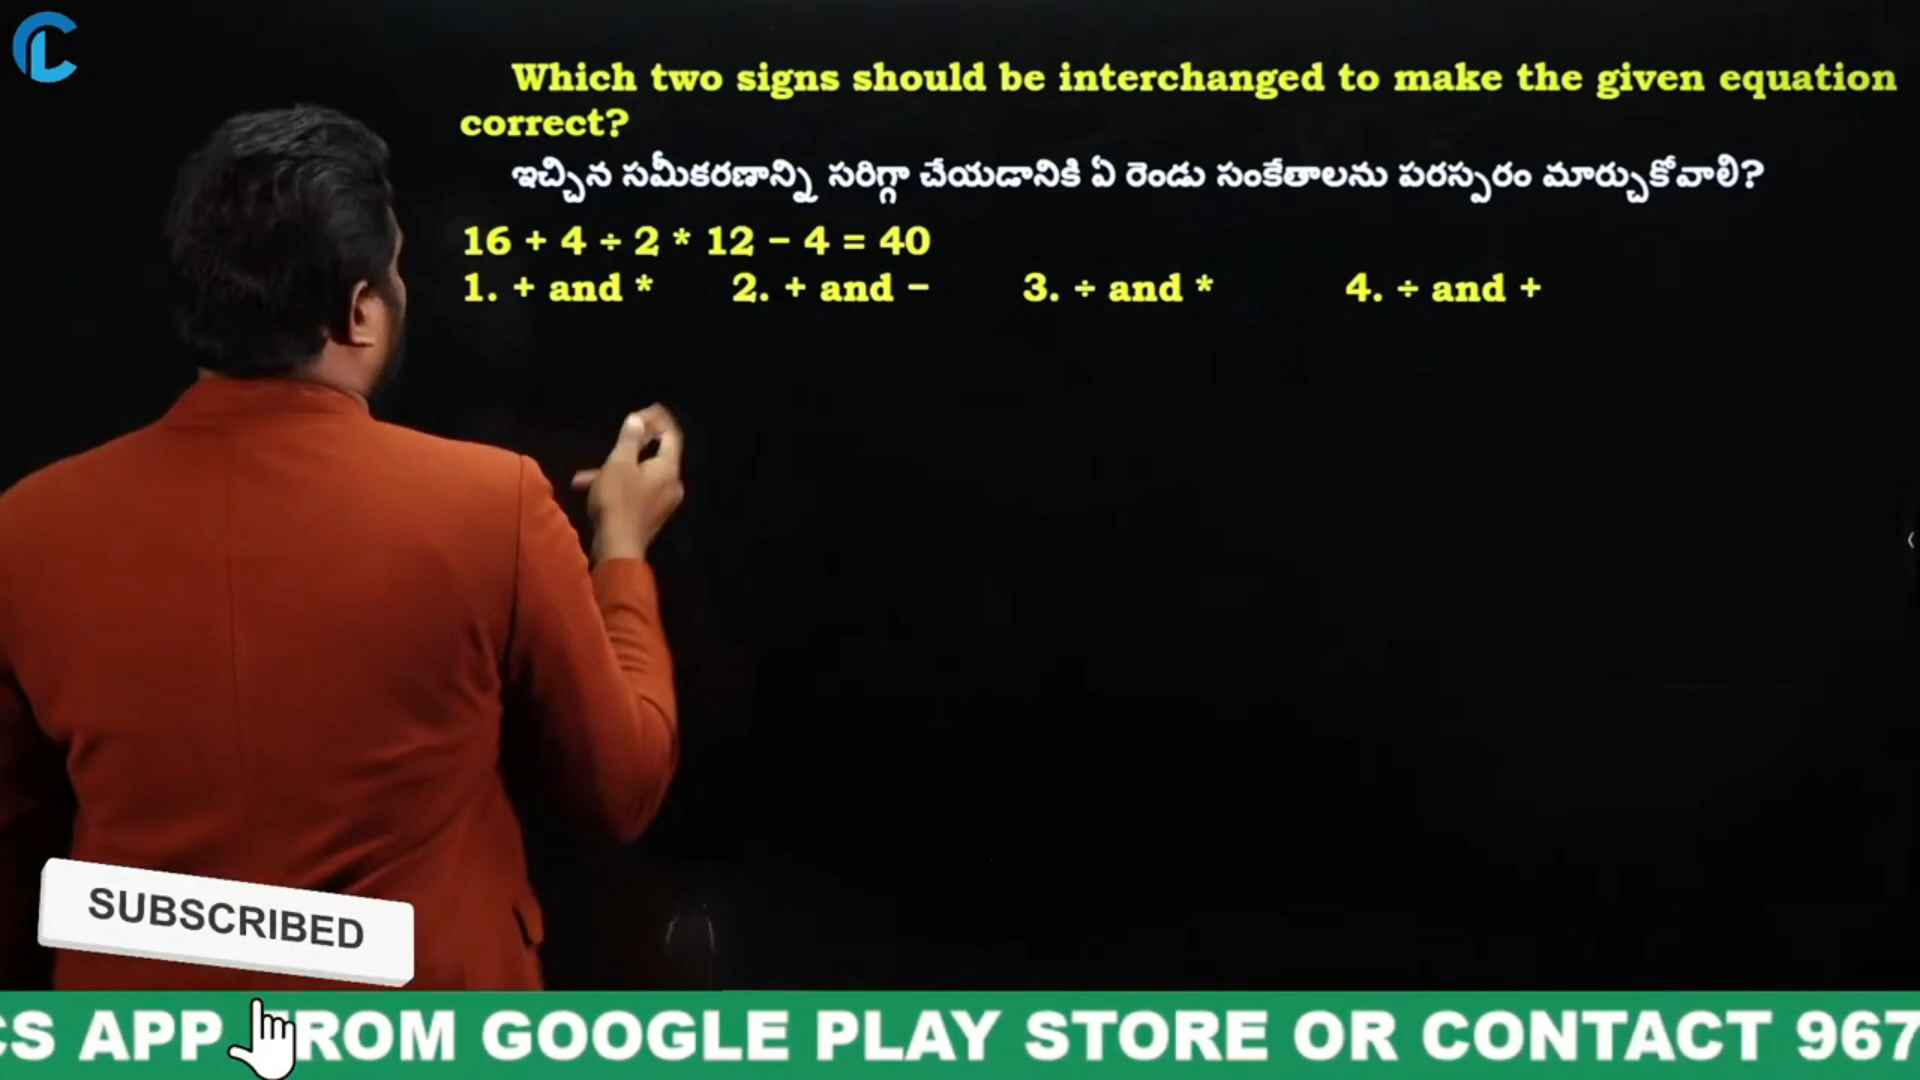 Which two signs should be interchanged to make the given equation
correct?
ఇచ్చిన సమీకరణాన్ని సరిగ్గా చేయడానికి ఏ రెండు సంకేతాలను పరస్పరం మార్చుకోవాలి?
16 + 4 ÷ 2 * 12 − 4 = 40
1. + and * 2. + and − 3. ÷ and * 4. ÷ and +
SUBSCRIBED
CS APP FROM GOOGLE PLAY STORE OR CONTACT 967